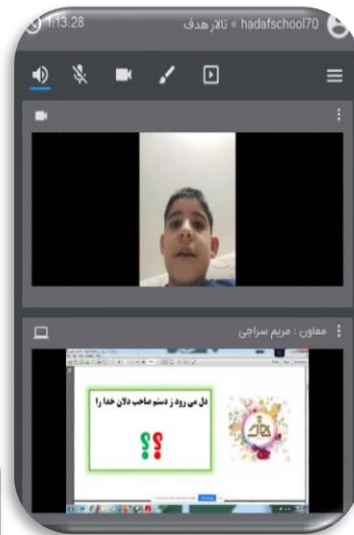 1:13:28
hadafschool70 » تالار هدف
معاون : مریم سراجی
دل می رود ز دستم صاحب دلان خدا را
؟؟